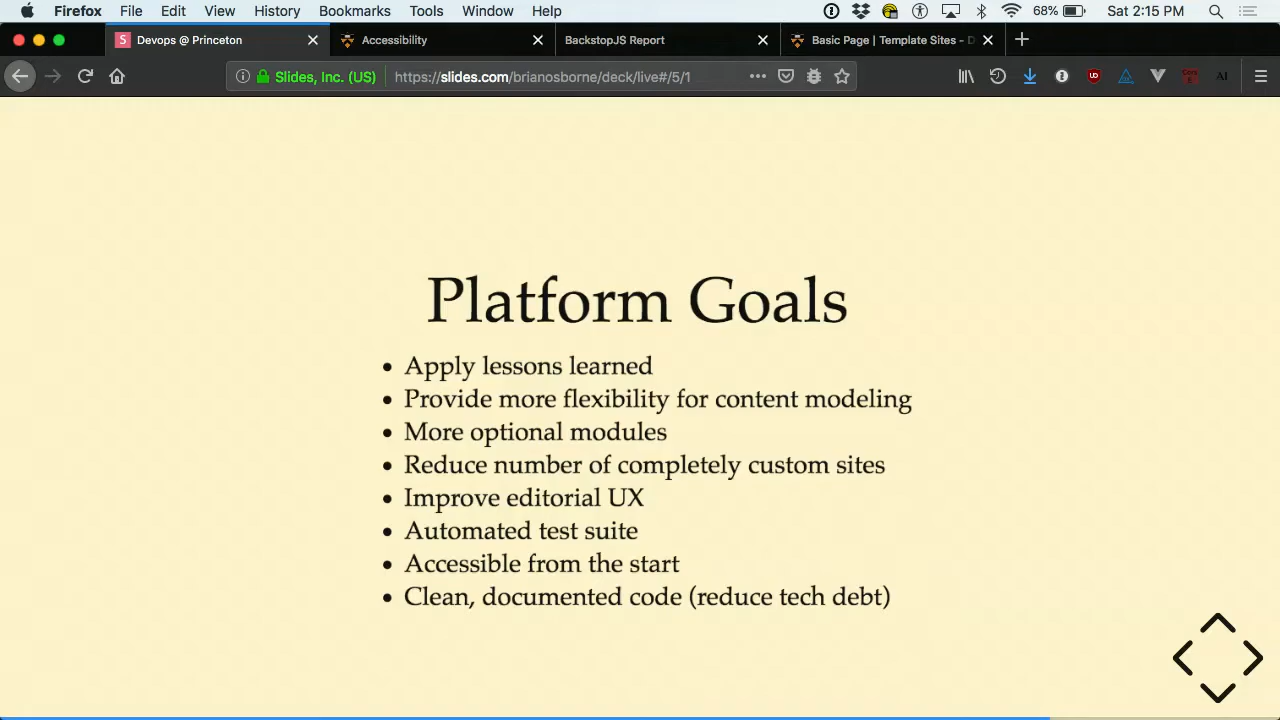 Firefox File Edit View History Bookmarks Tools Window Help 68% Sat 2:15 PM
Devops @ Princeton Accessibility BackstopJS Report Basic Page | Template Sites - D
Slides, Inc. (US) https://slides.com/brianosborne/deck/live#/5/1
Platform Goals
• Apply lessons learned
• Provide more flexibility for content modeling
• More optional modules
• Reduce number of completely custom sites
• Improve editorial UX
• Automated test suite
• Accessible from the start
• Clean, documented code (reduce tech debt)